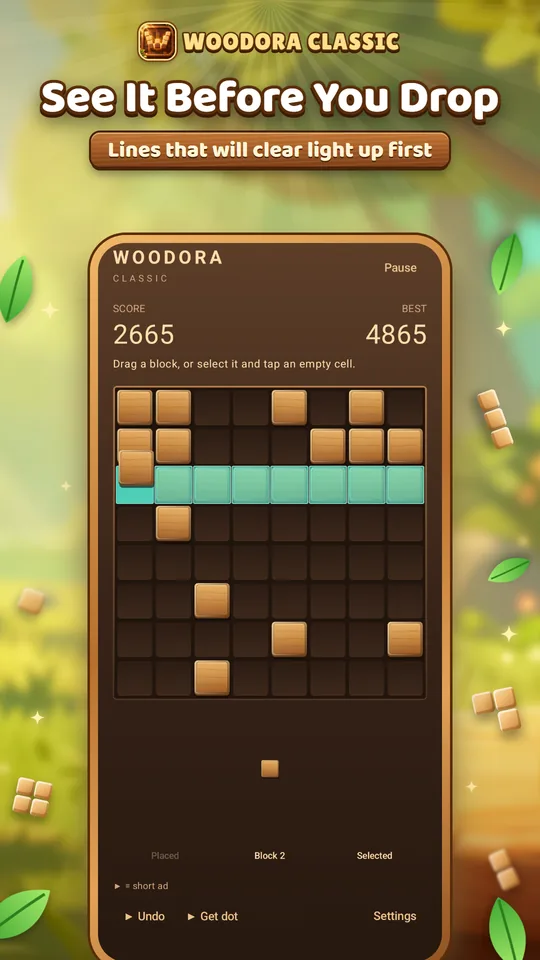 WOODORA CLASSIC
See It Before You Drop
Lines that will clear light up first
WOODORA
CLASSIC
Pause
SCORE
BEST
2665
4865
Drag a block, or select it and tap an empty cell.
Placed
Block 2
Selected
► = short ad
► Undo
► Get dot
Settings